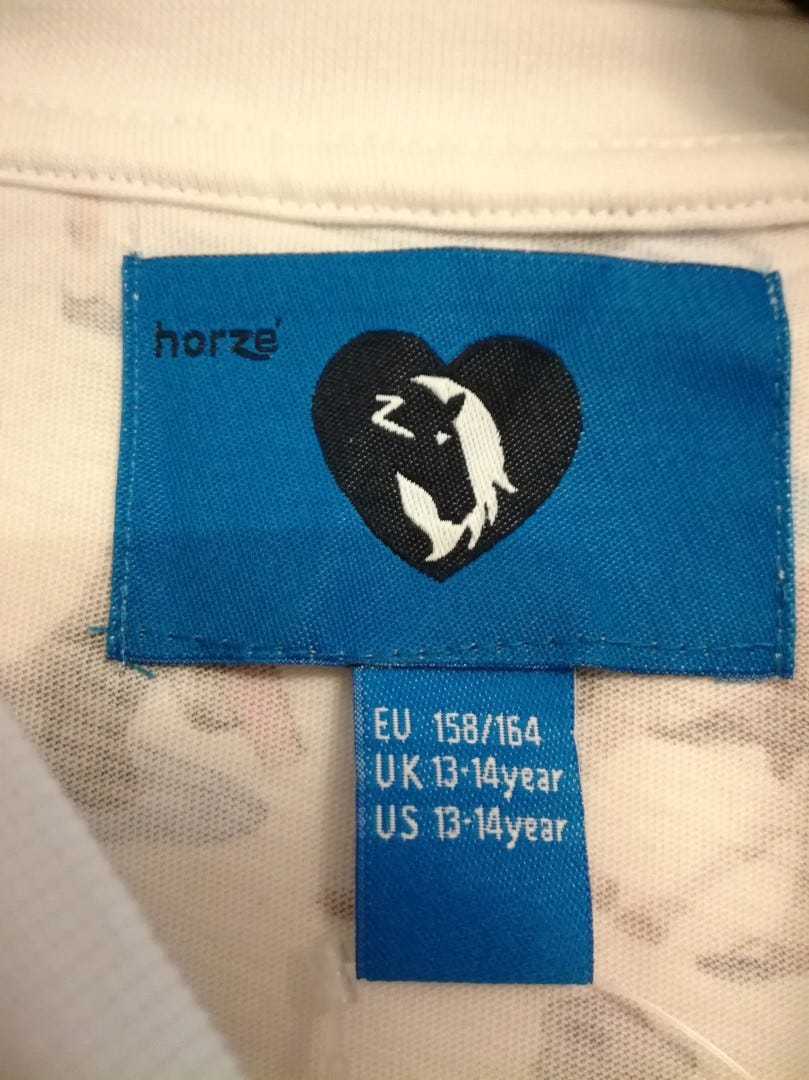 horze
EU 158/164
UK 13-14year
US 13-14year